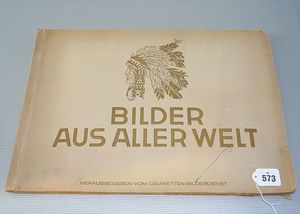 BILDER
AUS ALLER WELT
HERAUSGEGEBEN VOM CIGARETTEN-BILDERDIENST
573